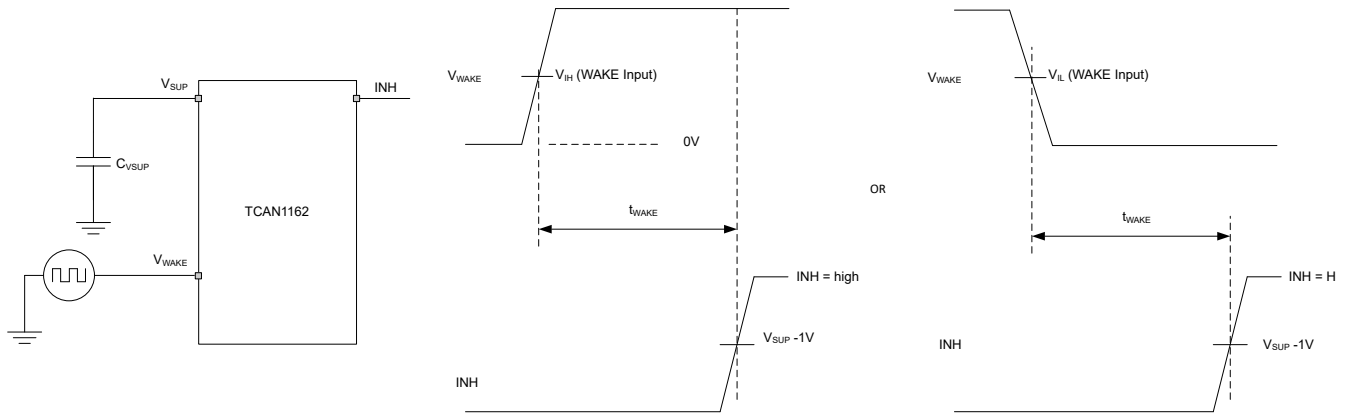 V_SUP
INH
C_VSUP
TCAN1162
V_WAKE
V_WAKE
V_IH (WAKE Input)
0V
t_WAKE
INH = high
V_SUP -1V
INH
OR
V_WAKE
V_IL (WAKE Input)
t_WAKE
INH = H
INH
V_SUP -1V